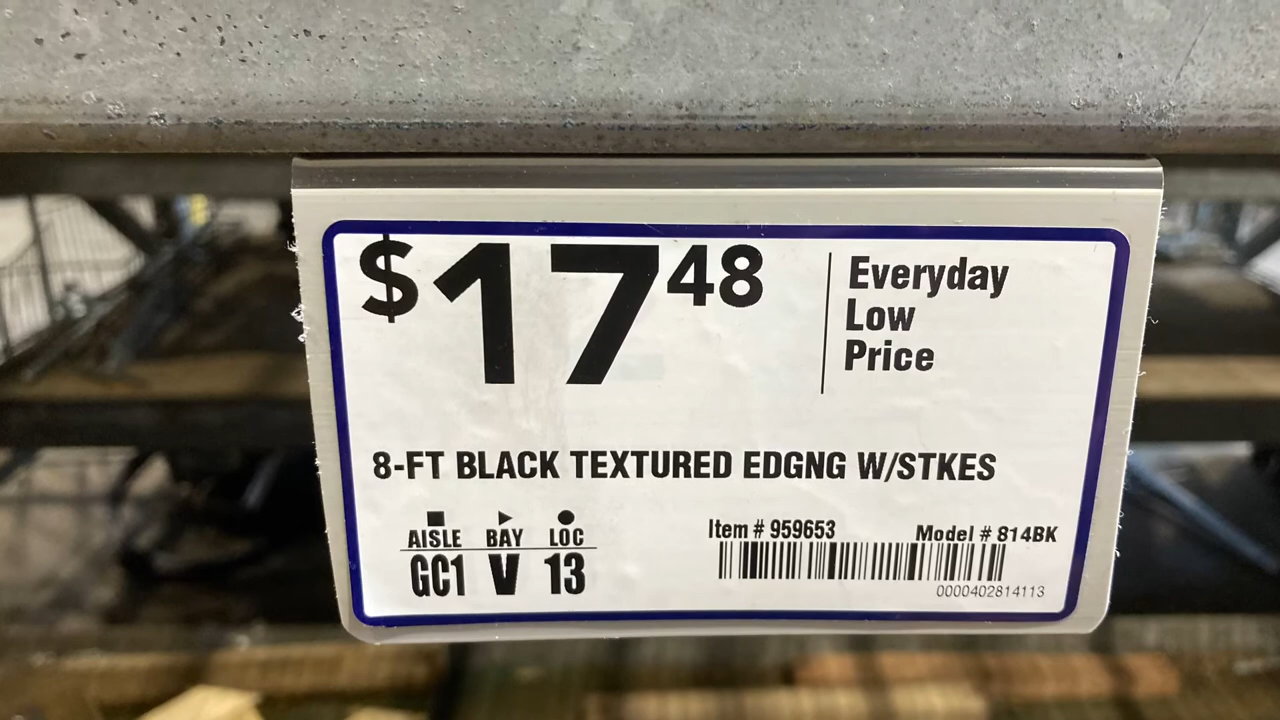 $17 48
Everyday
Low
Price
8-FT BLACK TEXTURED EDGNG W/STKES
AISLE BAY LOC
GC1 V 13
Item # 959653 Model # 814BK
0000402814113